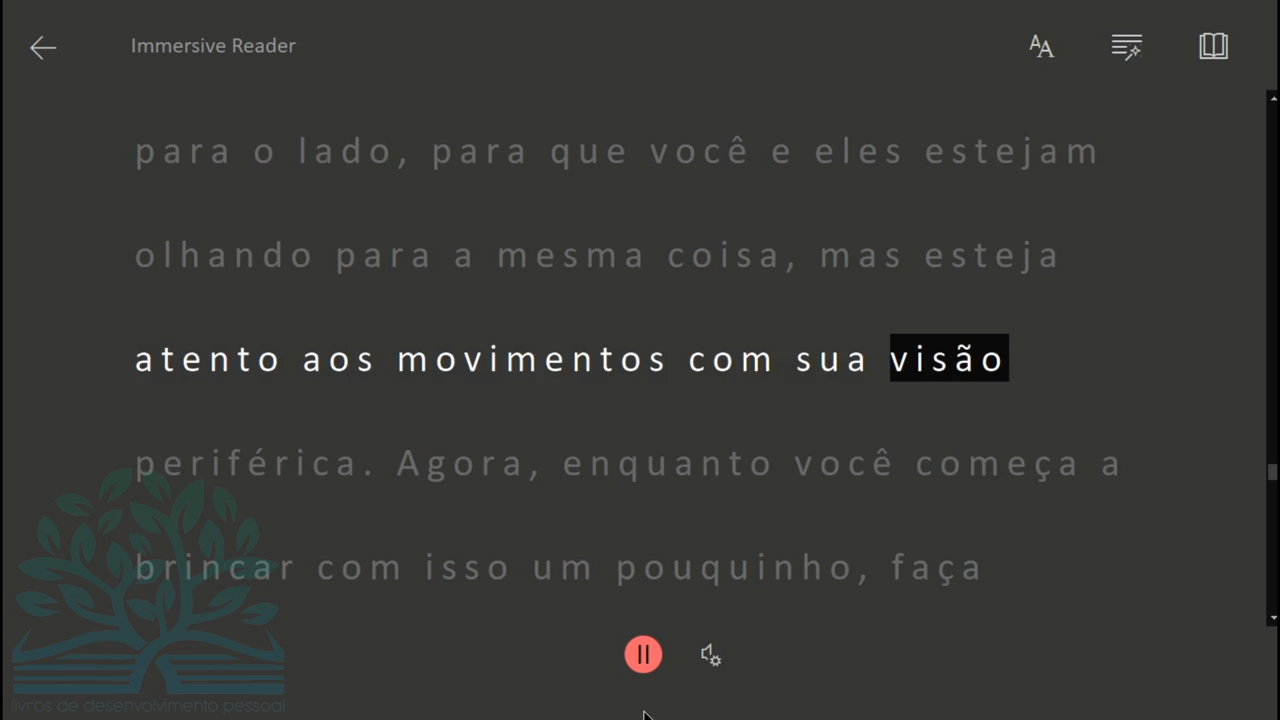 Immersive Reader
para o lado, para que você e eles estejam
olhando para a mesma coisa, mas esteja
atento aos movimentos com sua visão
periférica. Agora, enquanto você começa a
brincar com isso um pouquinho, faça
livros de desenvolvimento pessoal